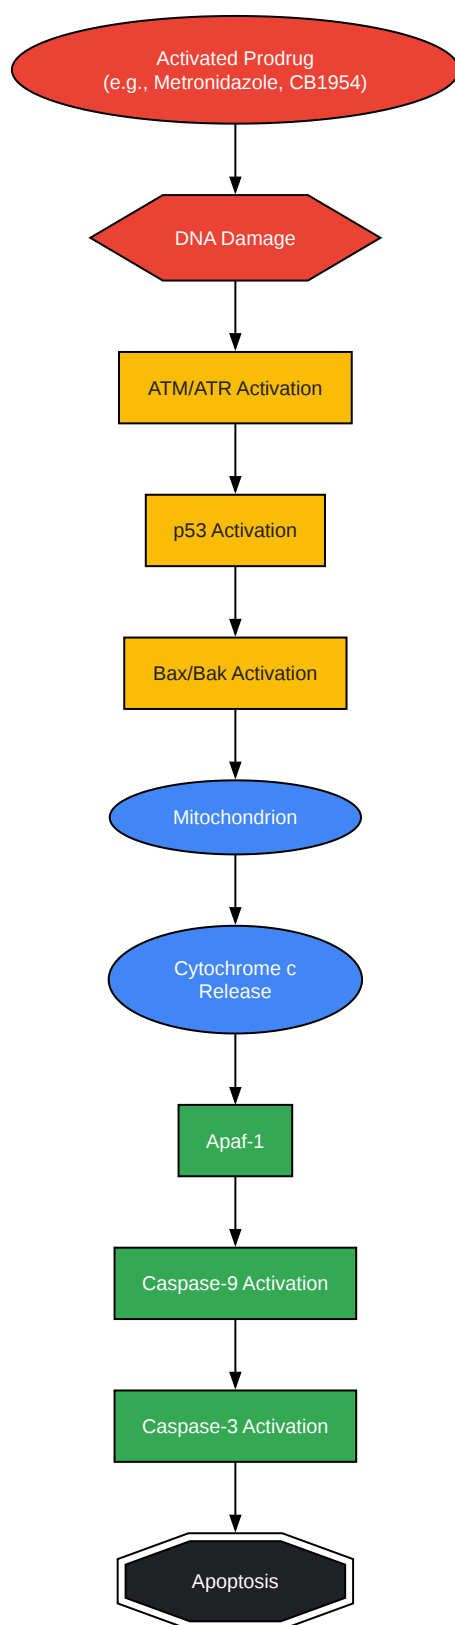 Activated Prodrug
(e.g., Metronidazole, CB1954)
DNA Damage
ATM/ATR Activation
p53 Activation
Bax/Bak Activation
Mitochondrion
Cytochrome c
Release
Apaf-1
Caspase-9 Activation
Caspase-3 Activation
Apoptosis